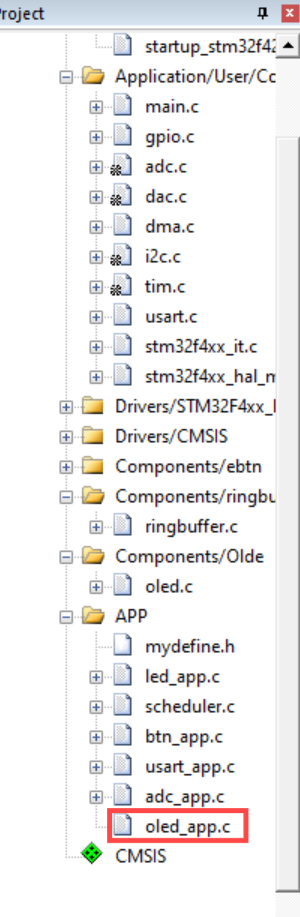 Project
startup_stm32f42
Application/User/Co
main.c
gpio.c
adc.c
dac.c
dma.c
i2c.c
tim.c
usart.c
stm32f4xx_it.c
stm32f4xx_hal_m
Drivers/STM32F4xx_
Drivers/CMSIS
Components/ebtn
Components/ringbu
ringbuffer.c
Components/Olde
oled.c
APP
mydefine.h
led_app.c
scheduler.c
btn_app.c
usart_app.c
adc_app.c
oled_app.c
CMSIS